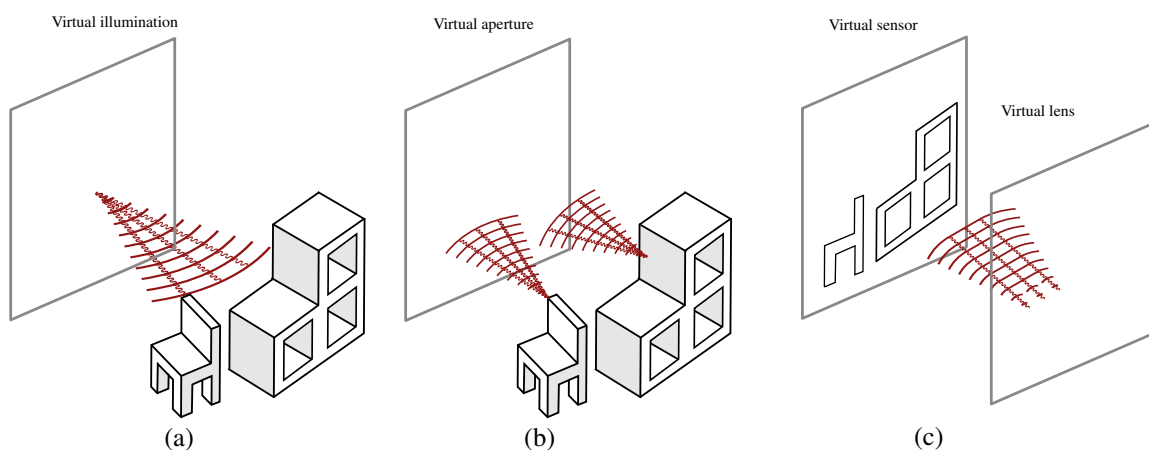 Virtual illumination
Virtual aperture
Virtual sensor
Virtual lens
(a)
(b)
(c)